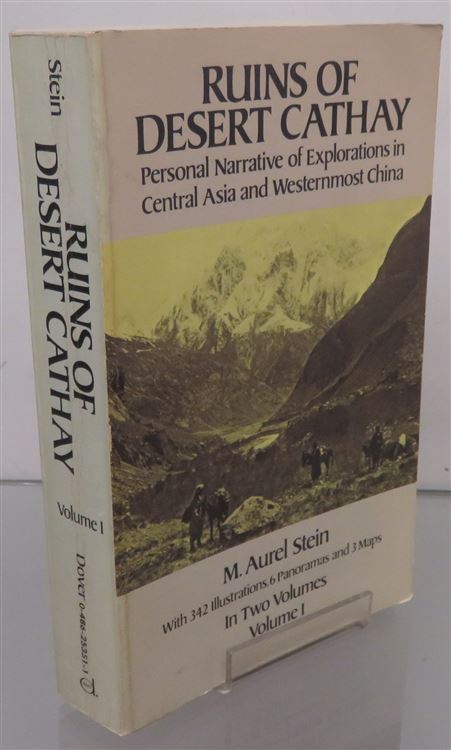 Stein
RUINS OF
DESERT CATHAY
Volume 1
DOVER 0-486-25351-1
RUINS OF
DESERT CATHAY
Personal Narrative of Explorations in
Central Asia and Westernmost China
M. Aurel Stein
With 342 Illustrations, 6 Panoramas and 3 Maps
In Two Volumes
Volume I